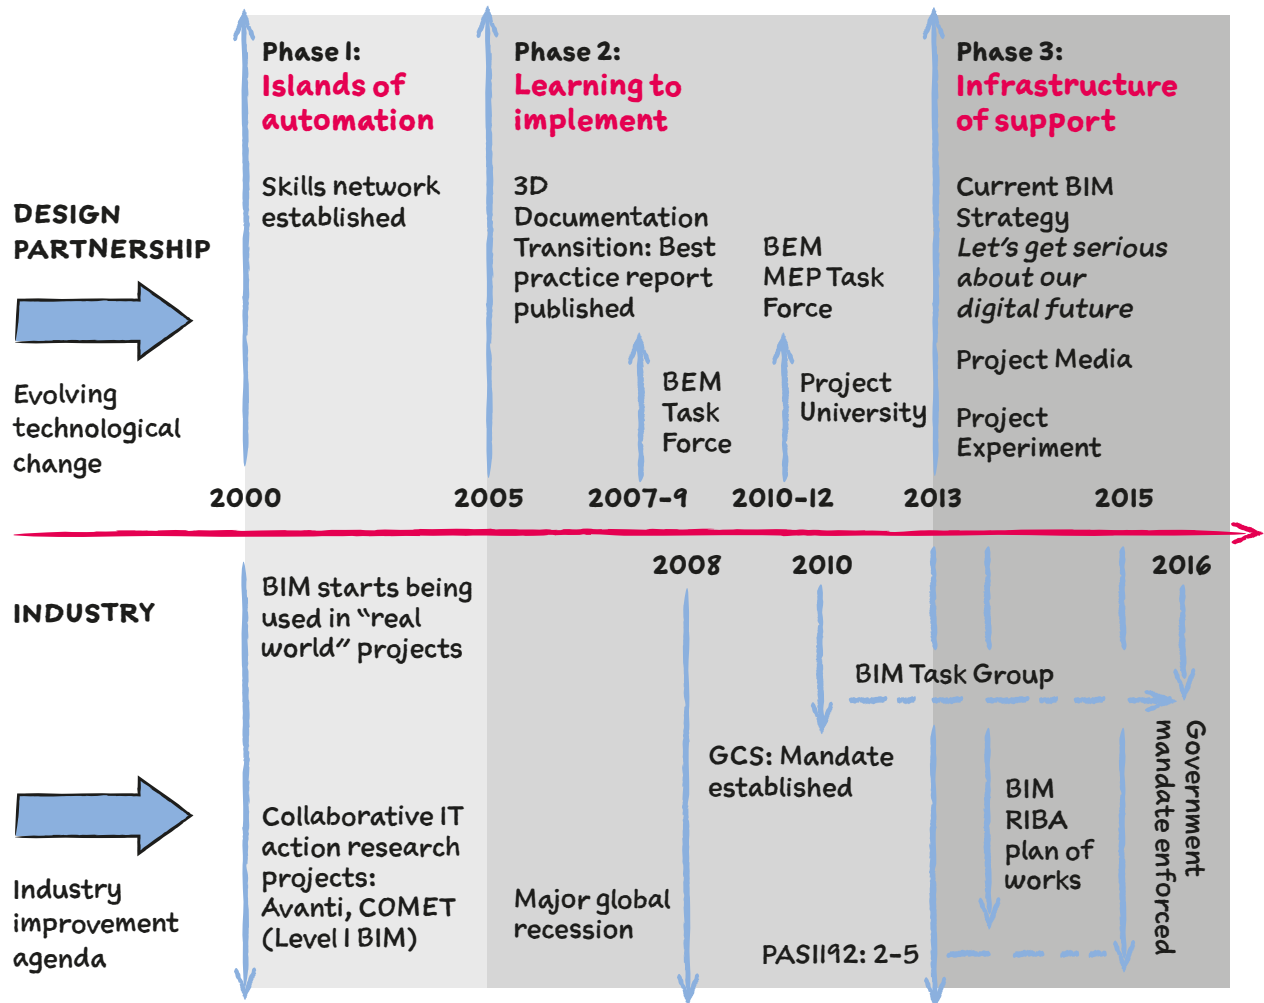 Phase 1:
Islands of
automation
Phase 2:
Learning to
implement
Phase 3:
Infrastructure
of support
DESIGN
PARTNERSHIP
Evolving
technological
change
Skills network
established
3D
Documentation
Transition: Best
practice report
published
BEM
Task
Force
BEM
MEP Task
Force
Project
University
Current BIM
Strategy
Let's get serious
about our
digital future
Project Media
Project
Experiment
2000
2005
2007-9
2010-12
2013
2015
2008
2010
2016
INDUSTRY
Industry
improvement
agenda
BIM starts being
used in “real
world” projects
Collaborative IT
action research
projects:
Avanti, COMET
(Level 1 BIM)
Major global
recession
GCS: Mandate
established
BIM Task Group
PAS1192: 2-5
BIM
RIBA
plan of
works
Government
mandate enforced